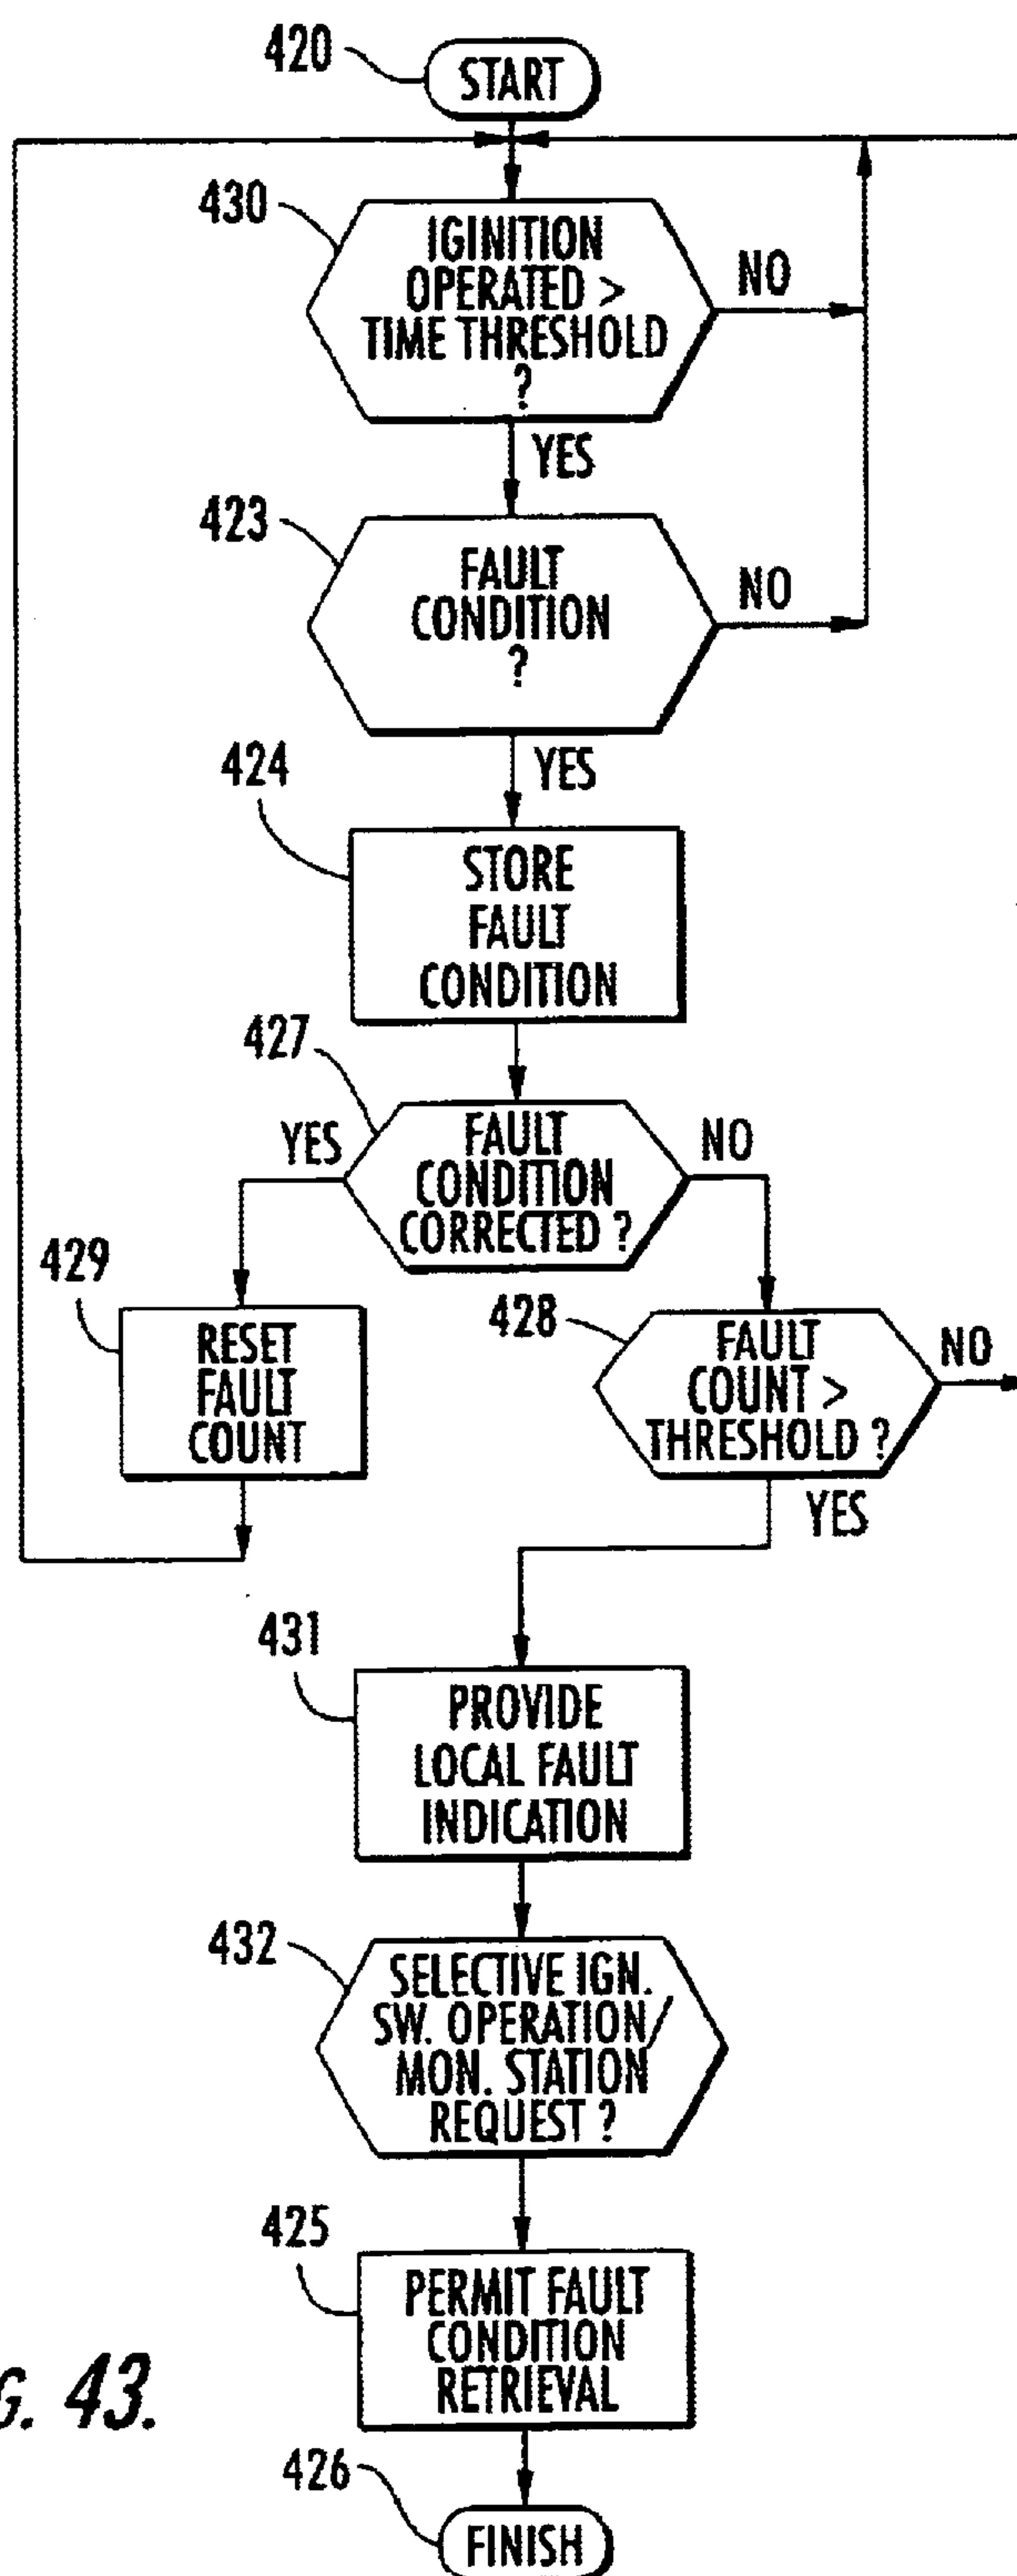 420
START
430
IGINITION
OPERATED >
TIME THRESHOLD
?
NO
YES
423
FAULT
CONDITION
?
NO
YES
424
STORE
FAULT
CONDITION
427
YES
FAULT
CONDITION
CORRECTED ?
NO
429
RESET
FAULT
COUNT
428
FAULT
COUNT >
THRESHOLD ?
NO
YES
431
PROVIDE
LOCAL FAULT
INDICATION
432
SELECTIVE IGN.
SW. OPERATION/
MON. STATION
REQUEST ?
425
PERMIT FAULT
CONDITION
RETRIEVAL
G. 43.
426
FINISH